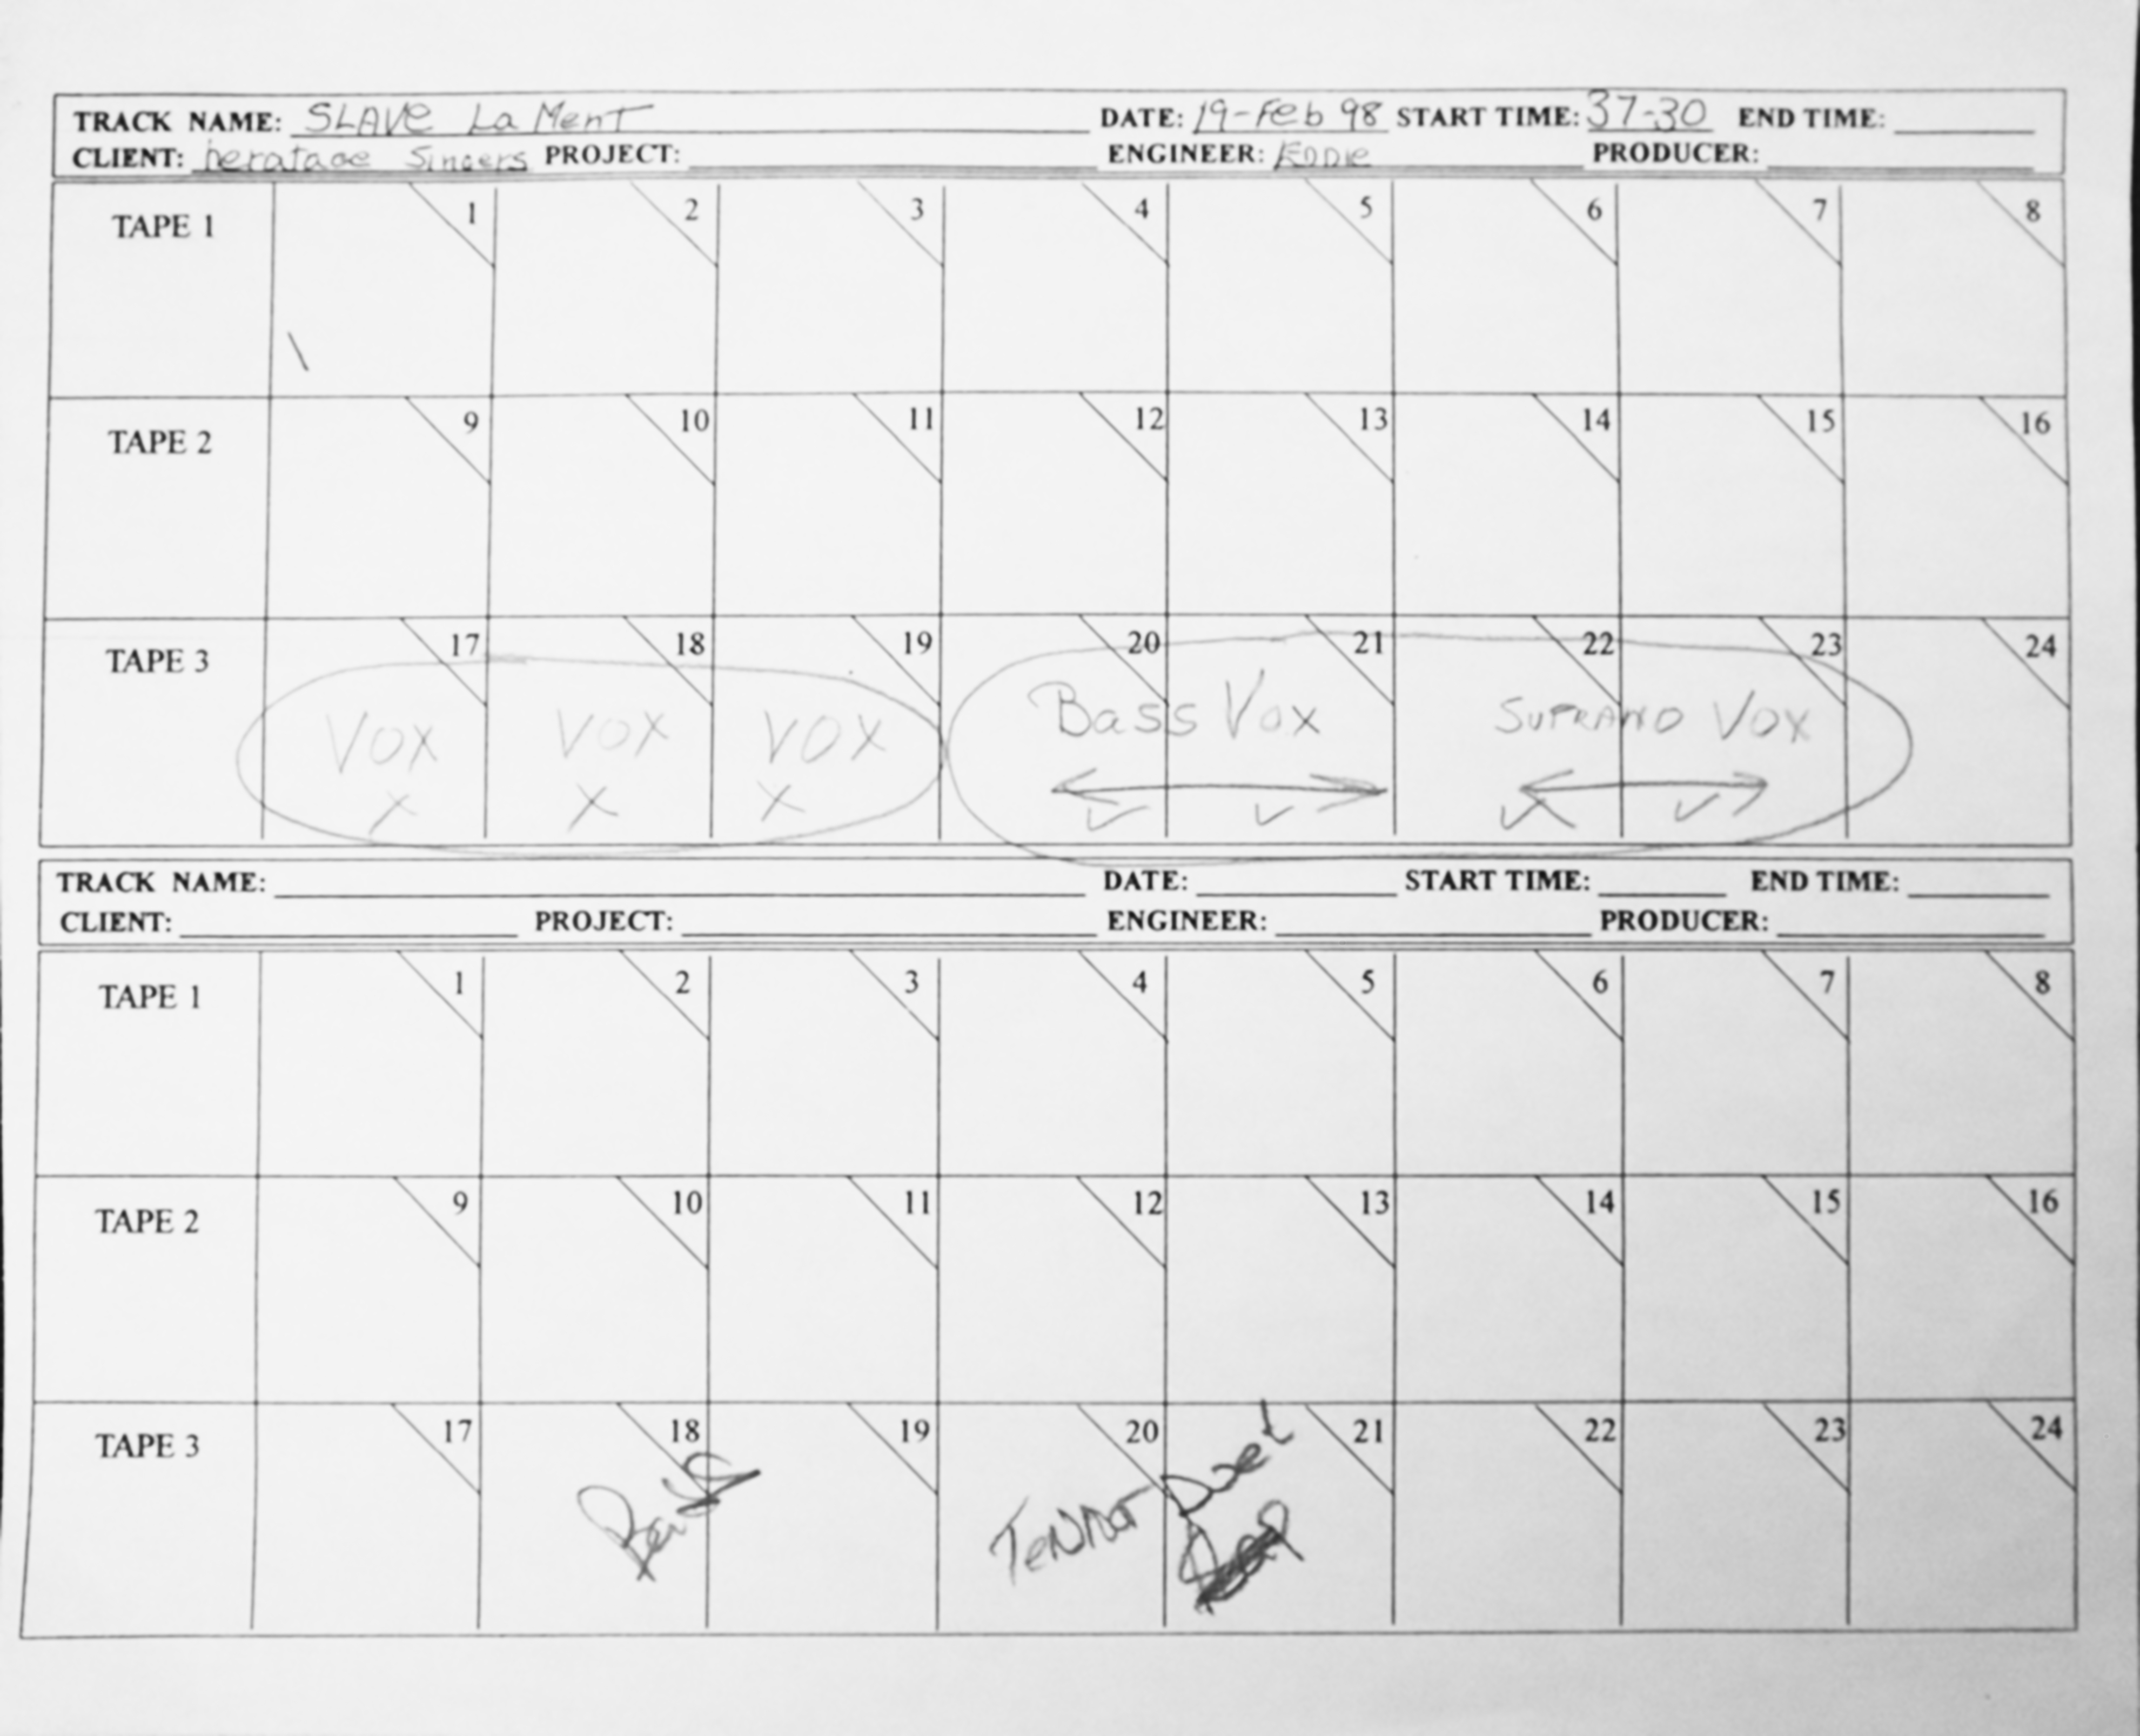 TRACK NAME: SLAVE LaMenT DATE: 19-Feb 98 START TIME: 37-30 END TIME:
CLIENT: heratage Singers PROJECT: ENGINEER: EDDIE PRODUCER:
TAPE 1 1 2 3 4 5 6 7 8
TAPE 2 9 10 11 12 13 14 15 16
TAPE 3 17 18 19 20 21 22 23 24
VOX VOX VOX Bass Vox SUPRANO VOX
x x x ✓ ✓ ✓ ✓
TRACK NAME: DATE: START TIME: END TIME:
CLIENT: PROJECT: ENGINEER: PRODUCER:
TAPE 1 1 2 3 4 5 6 7 8
TAPE 2 9 10 11 12 13 14 15 16
TAPE 3 17 18 19 20 21 22 23 24
Duet